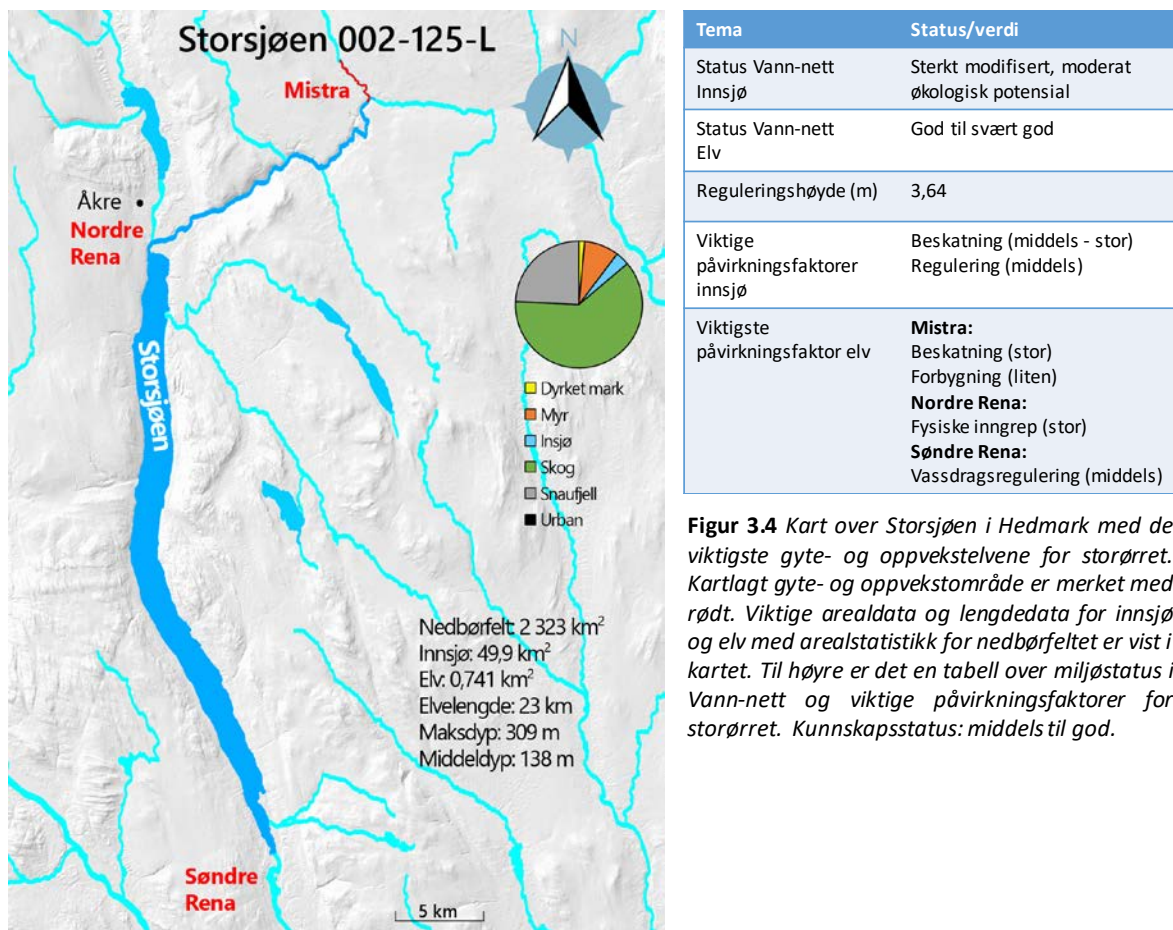 Storsjøen 002-125-L
N
Mistra
Åkre
Nordre
Rena
Storsjøen
Dyrket mark
Myr
Insjø
Skog
Snaufjell
Urban
Nedbørfelt: 2 323 km²
Innsjø: 49,9 km²
Elv: 0,741 km²
Elvelengde: 23 km
Maksdyp: 309 m
Middeldyp: 138 m
Søndre
Rena
5 km
Tema Status/verdi
Status Vann-nett Sterkt modifisert, moderat
Innsjø økologisk potensial
Status Vann-nett God til svært god
Elv
Reguleringshøyde (m) 3,64
Viktige Beskatning (middels - stor)
påvirkningsfaktorer Regulering (middels)
innsjø
Viktigste Mistra:
påvirkningsfaktor elv Beskatning (stor)
Forbygning (liten)
Nordre Rena:
Fysiske inngrep (stor)
Søndre Rena:
Vassdragsregulering (middels)
Figur 3.4 Kart over Storsjøen i Hedmark med de
viktigste gyte- og oppvekstelvene for storørret.
Kartlagt gyte- og oppvekstområde er merket med
rødt. Viktige arealdata og lengdedata for innsjø
og elv med arealstatistikk for nedbørfeltet er vist i
kartet. Til høyre er det en tabell over miljøstatus i
Vann-nett og viktige påvirkningsfaktorer for
storørret. Kunnskapsstatus: middels til god.